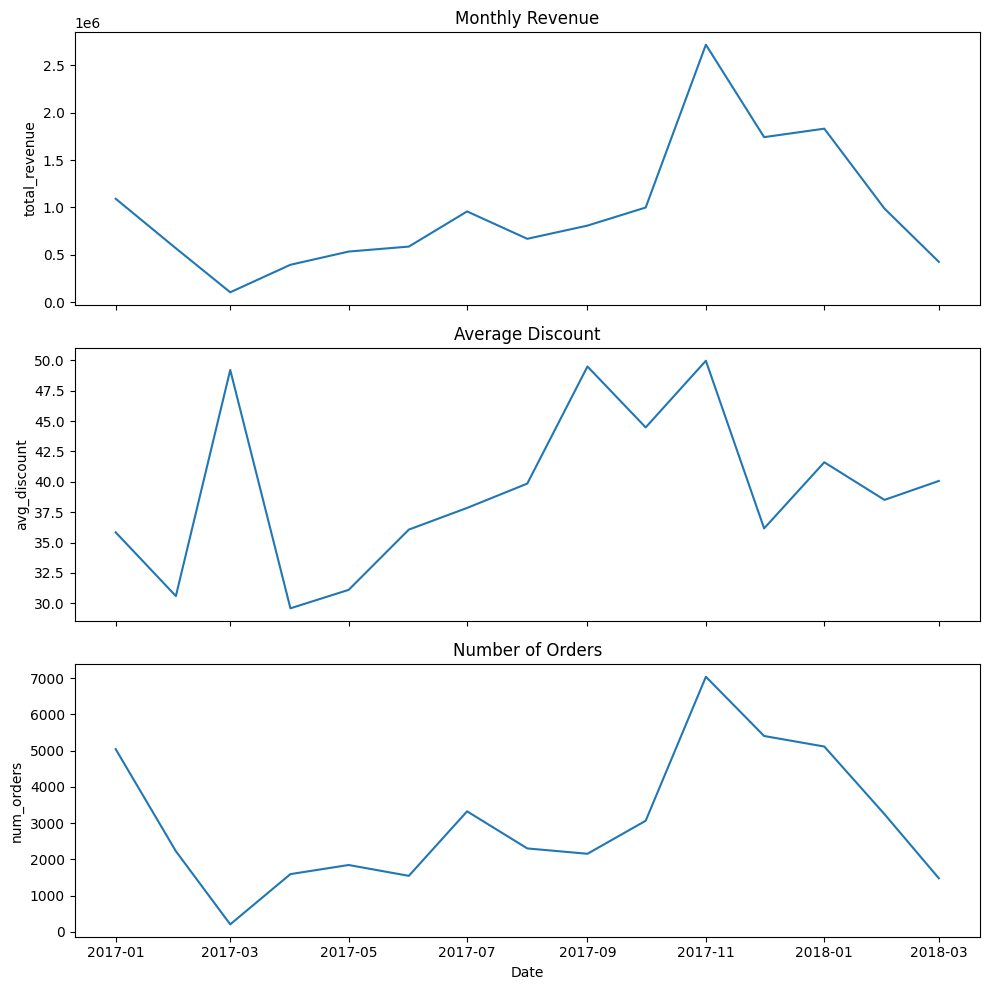 Monthly Revenue
1e6
2.5
2.0
1.5
1.0
0.5
0.0
total_revenue
Average Discount
50.0
47.5
45.0
42.5
40.0
37.5
35.0
32.5
30.0
avg_discount
Number of Orders
7000
6000
5000
4000
3000
2000
1000
0
num_orders
2017-01 2017-03 2017-05 2017-07 2017-09 2017-11 2018-01 2018-03
Date